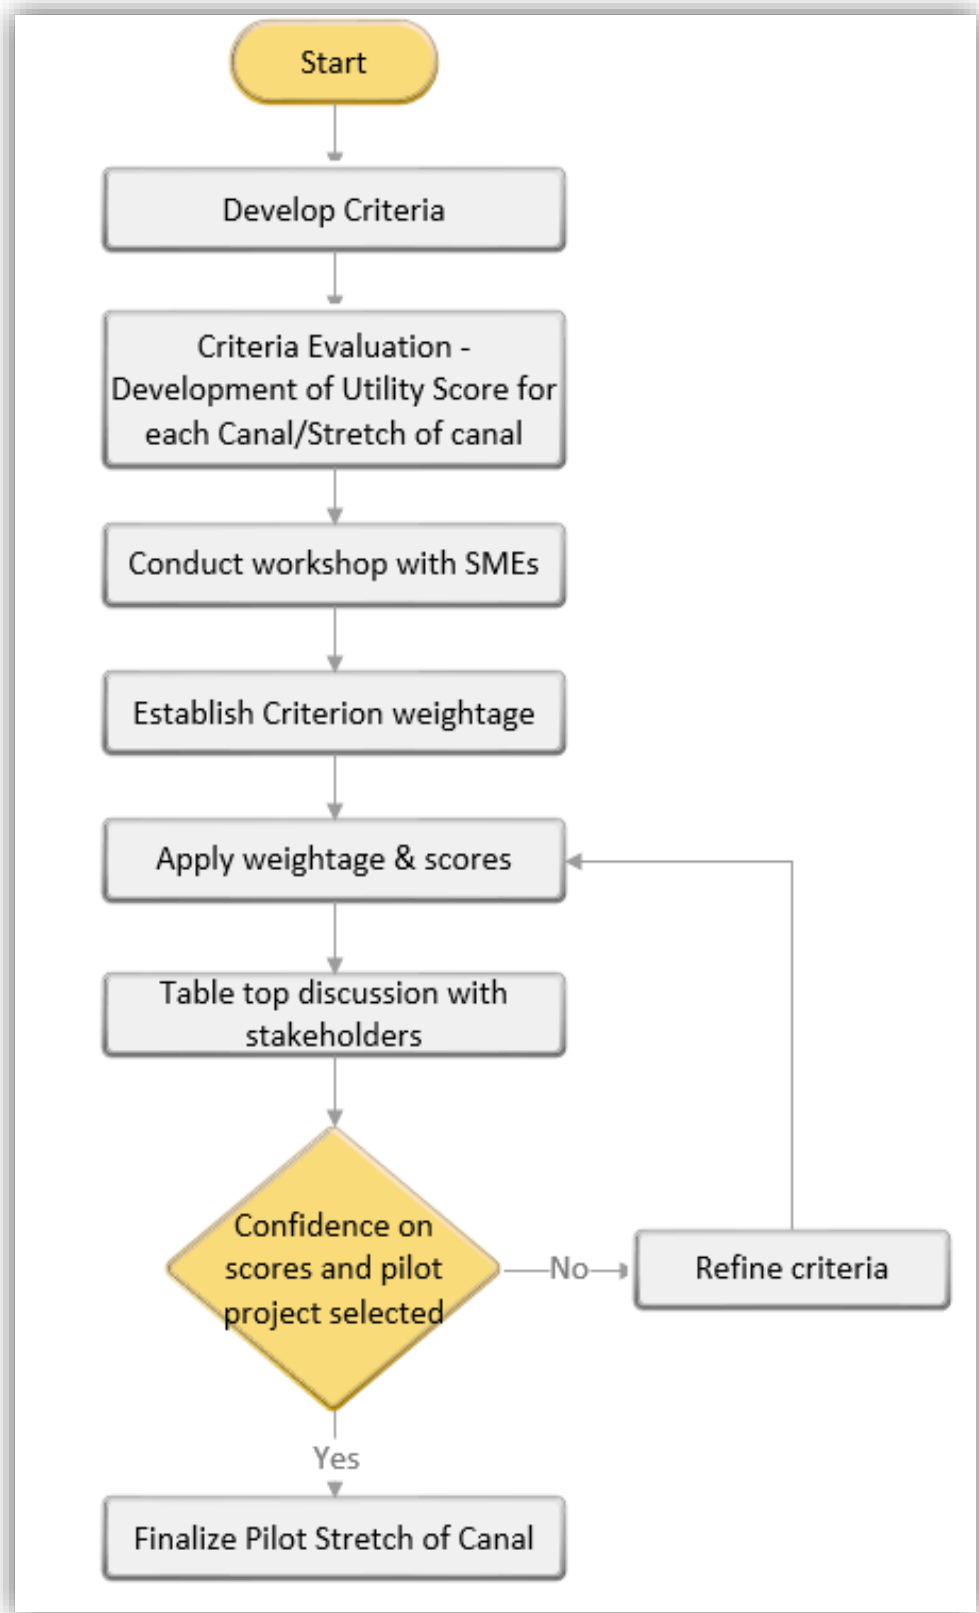 Start
Develop Criteria
Criteria Evaluation -
Development of Utility Score for
each Canal/Stretch of canal
Conduct workshop with SMEs
Establish Criterion weightage
Apply weightage & scores
Table top discussion with
stakeholders
Confidence on
scores and pilot
project selected
No
Refine criteria
Yes
Finalize Pilot Stretch of Canal